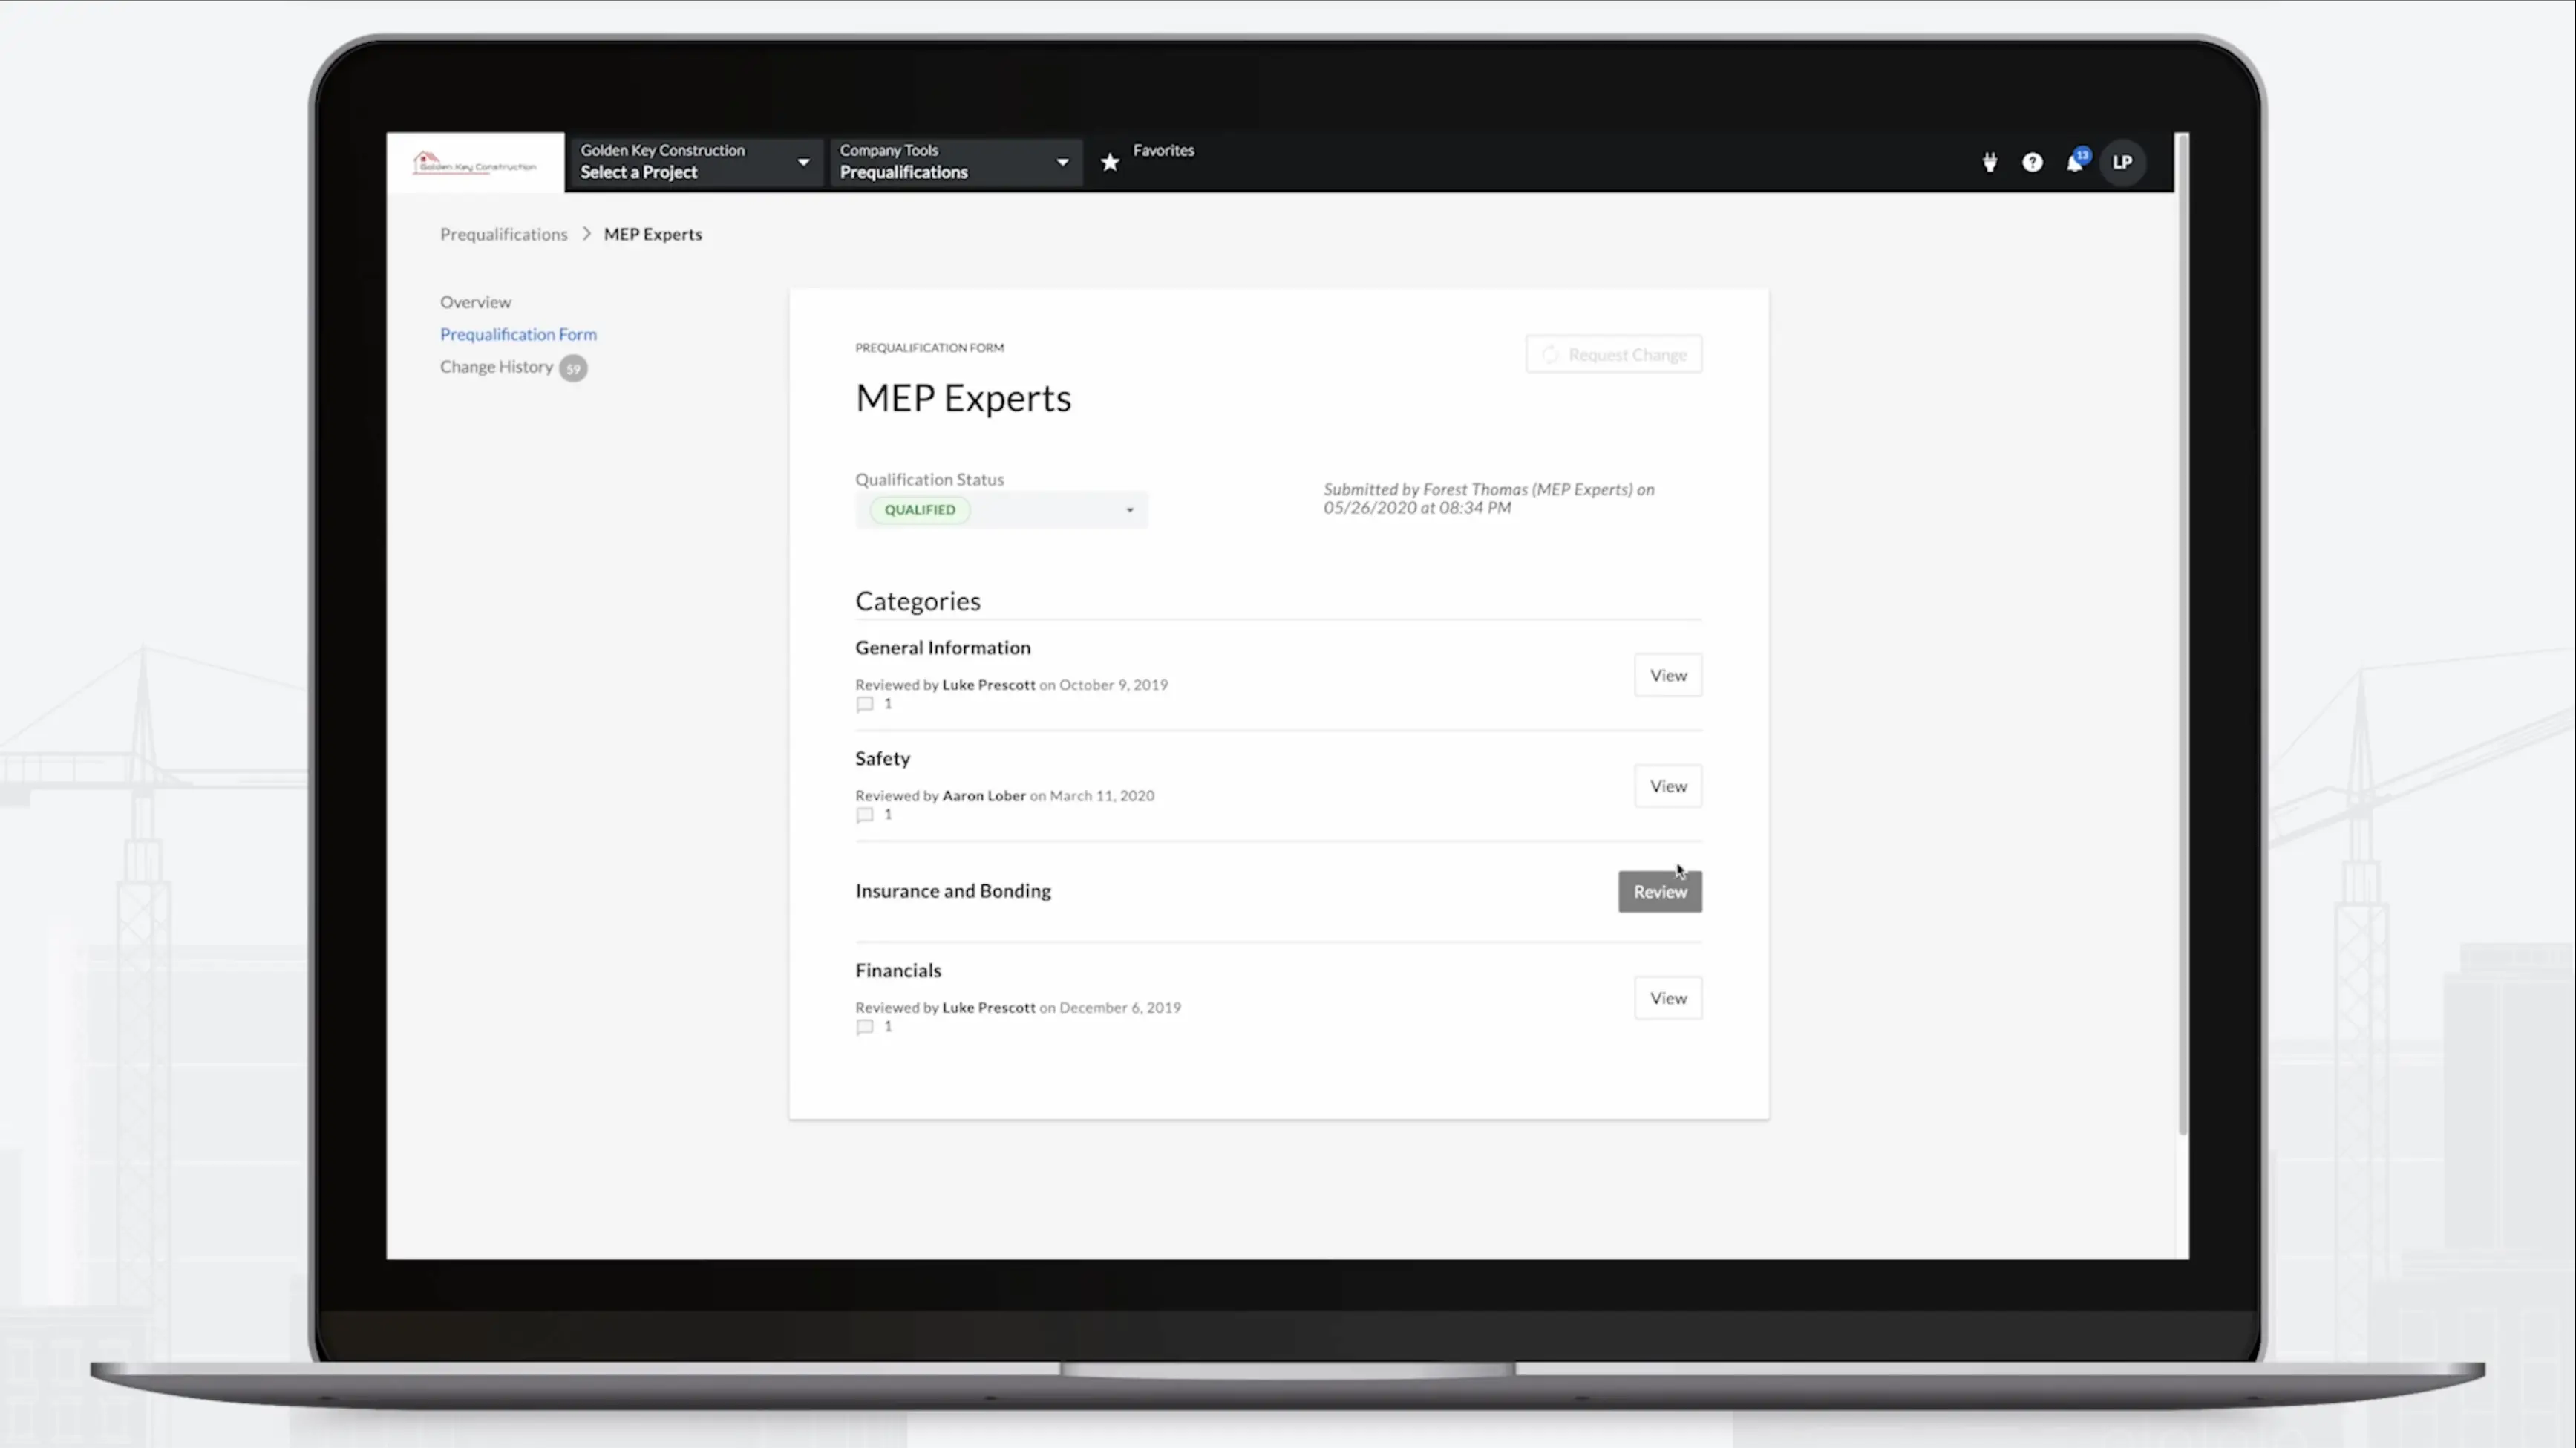 Golden Key Construction
Golden Key Construction
Select a Project
Company Tools
Prequalifications
Favorites
13
LP
Prequalifications > MEP Experts
Overview
Prequalification Form
Change History 59
PREQUALIFICATION FORM
Request Change
MEP Experts
Qualification Status
QUALIFIED
Submitted by Forest Thomas (MEP Experts) on
05/26/2020 at 08:34 PM
Categories
General Information
Reviewed by Luke Prescott on October 9, 2019
1
View
Safety
Reviewed by Aaron Lober on March 11, 2020
1
View
Insurance and Bonding
Review
Financials
Reviewed by Luke Prescott on December 6, 2019
1
View